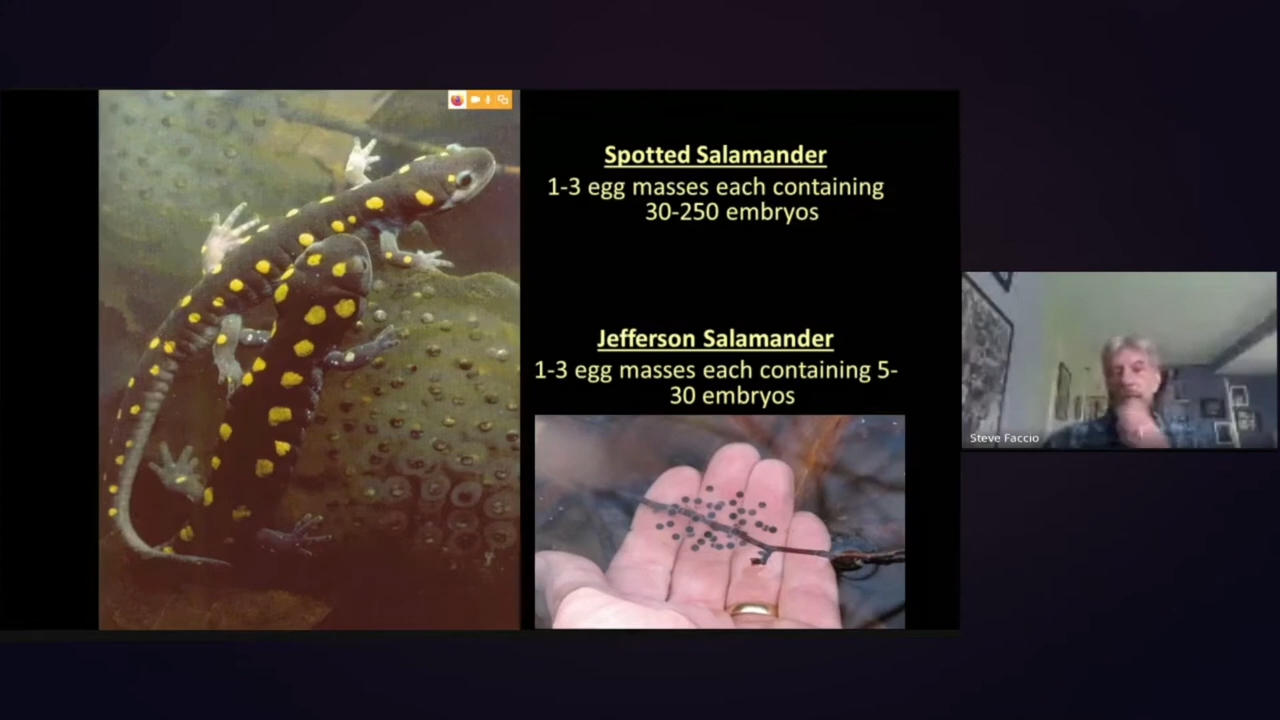 Spotted Salamander
1-3 egg masses each containing
30-250 embryos
Jefferson Salamander
1-3 egg masses each containing 5-
30 embryos
Steve Faccio